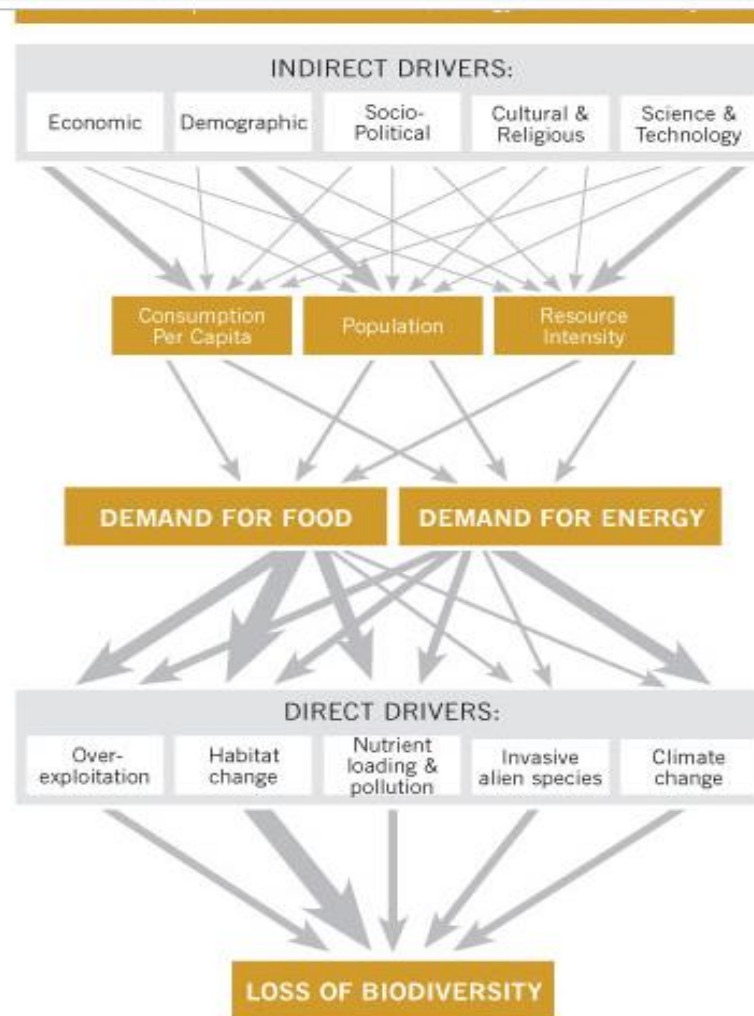 INDIRECT DRIVERS:
Economic
Demographic
Socio-
Political
Cultural &
Religious
Science &
Technology
Consumption
Per Capita
Population
Resource
Intensity
DEMAND FOR FOOD
DEMAND FOR ENERGY
DIRECT DRIVERS:
Over-
exploitation
Habitat
change
Nutrient
loading &
pollution
Invasive
alien species
Climate
change
LOSS OF BIODIVERSITY